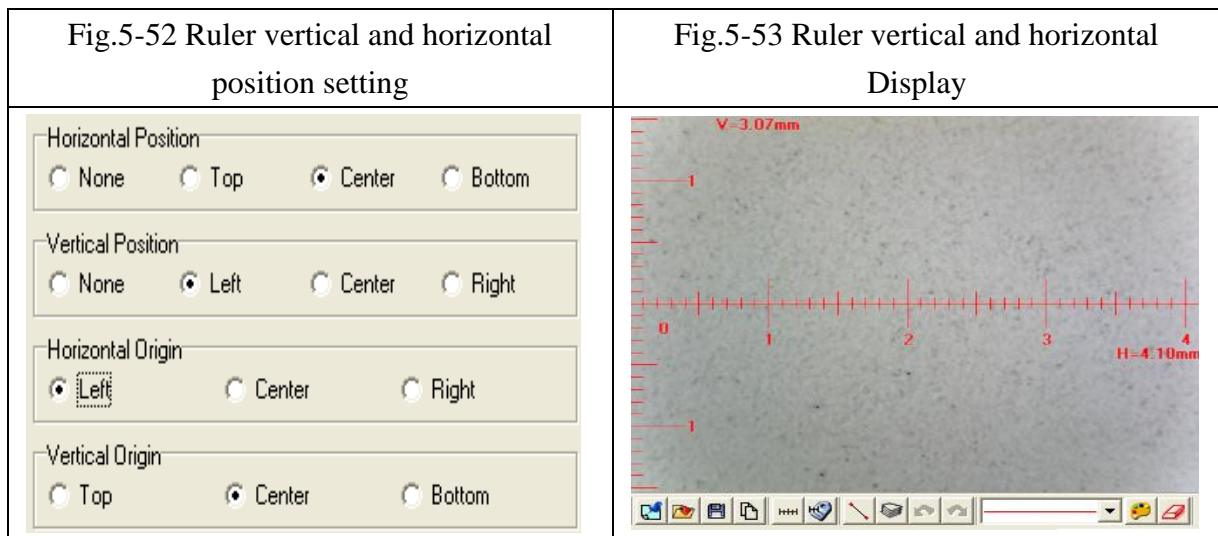 Fig.5-52 Ruler vertical and horizontal
position setting
Fig.5-53 Ruler vertical and horizontal
Display
Horizontal Position
None Top Center Bottom
Vertical Position
None Left Center Right
Horizontal Origin
Left Center Right
Vertical Origin
Top Center Bottom
V=3.07mm
1
0 1 2 3 4
H=4.10mm
1